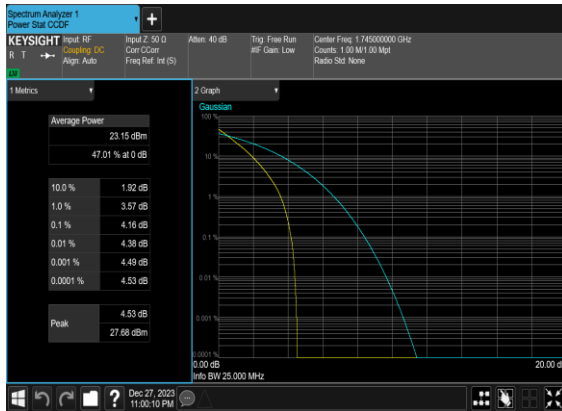 Spectrum Analyzer 1
Power Stat CCDF
+
KEYSIGHT
R T
LXI
Input: RF
Coupling: DC
Align: Auto
Input Z: 50 Ω
Corr CCorr
Freq Ref: Int (S)
Atten: 40 dB
Trig: Free Run
#IF Gain: Low
Center Freq: 1.745000000 GHz
Counts: 1.00 M/1.00 Mpt
Radio Std: None
1 Metrics
Average Power
23.15 dBm
47.01 % at 0 dB
10.0 % 1.92 dB
1.0 % 3.57 dB
0.1 % 4.16 dB
0.01 % 4.38 dB
0.001 % 4.49 dB
0.0001 % 4.53 dB
Peak
4.53 dB
27.68 dBm
2 Graph
Gaussian
100 %
10 %
1 %
0.1 %
0.01 %
0.001 %
0.0001 %
0.00 dB
20.00 d
Info BW 25.000 MHz
?
Dec 27, 2023
11:00:10 PM